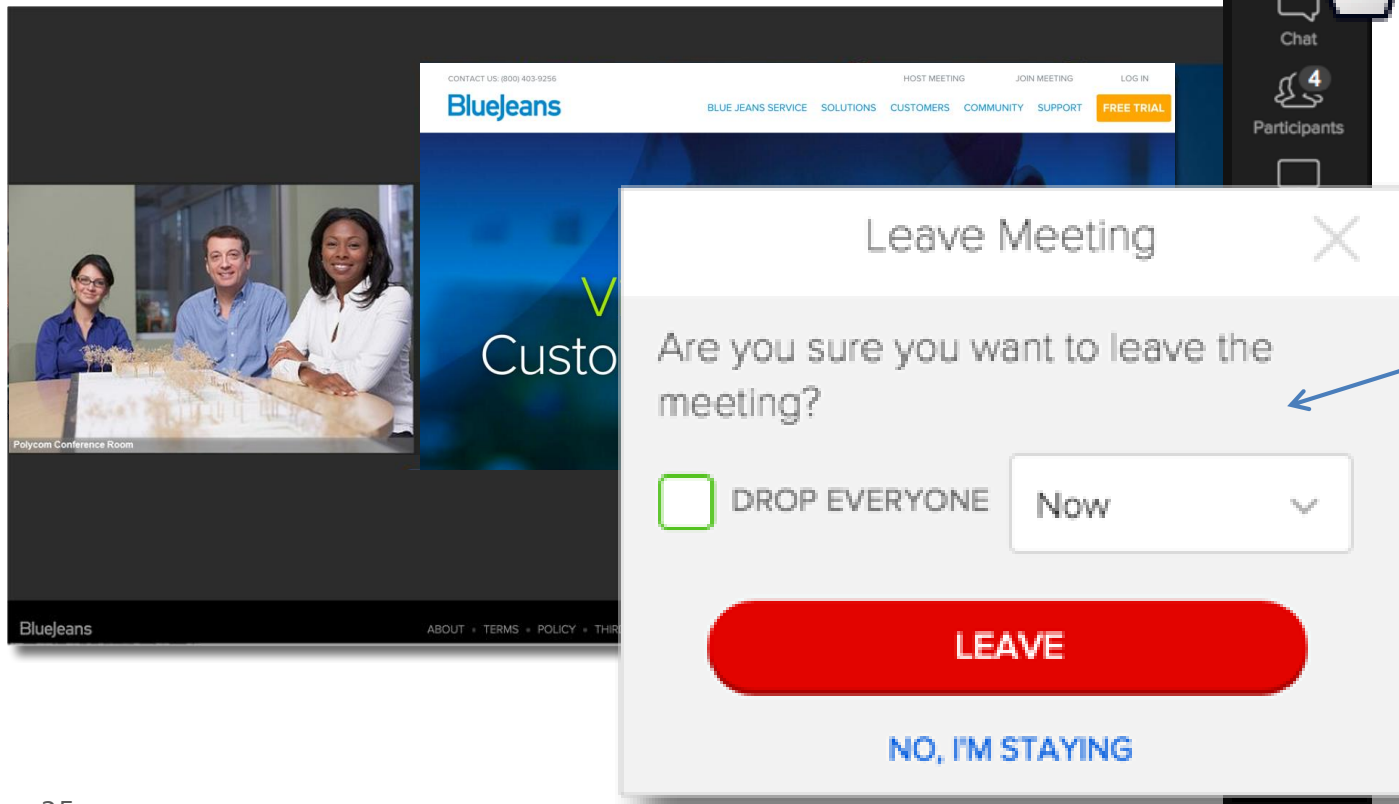 Chat
4
Participants
CONTACT US: (800) 403-9256
HOST MEETING JOIN MEETING LOG IN
BlueJeans
BLUE JEANS SERVICE SOLUTIONS CUSTOMERS COMMUNITY SUPPORT FREE TRIAL
V
Custo
Polycom Conference Room
BlueJeans
ABOUT • TERMS • POLICY • THIR
Leave Meeting
Are you sure you want to leave the
meeting?
DROP EVERYONE Now
LEAVE
NO, I'M STAYING